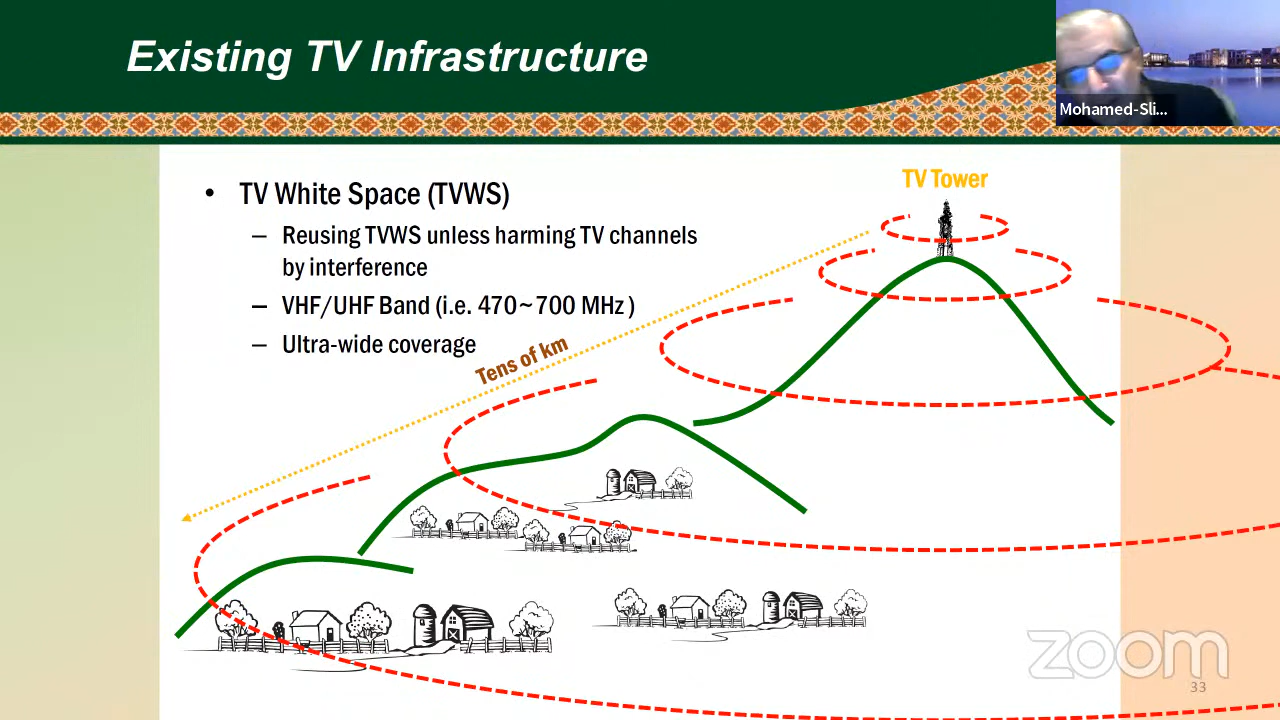 Existing TV Infrastructure
Mohamed-Sli...
• TV White Space (TVWS)
– Reusing TVWS unless harming TV channels
by interference
– VHF/UHF Band (i.e. 470~700 MHz )
– Ultra-wide coverage
TV Tower
Tens of km
zoom
33